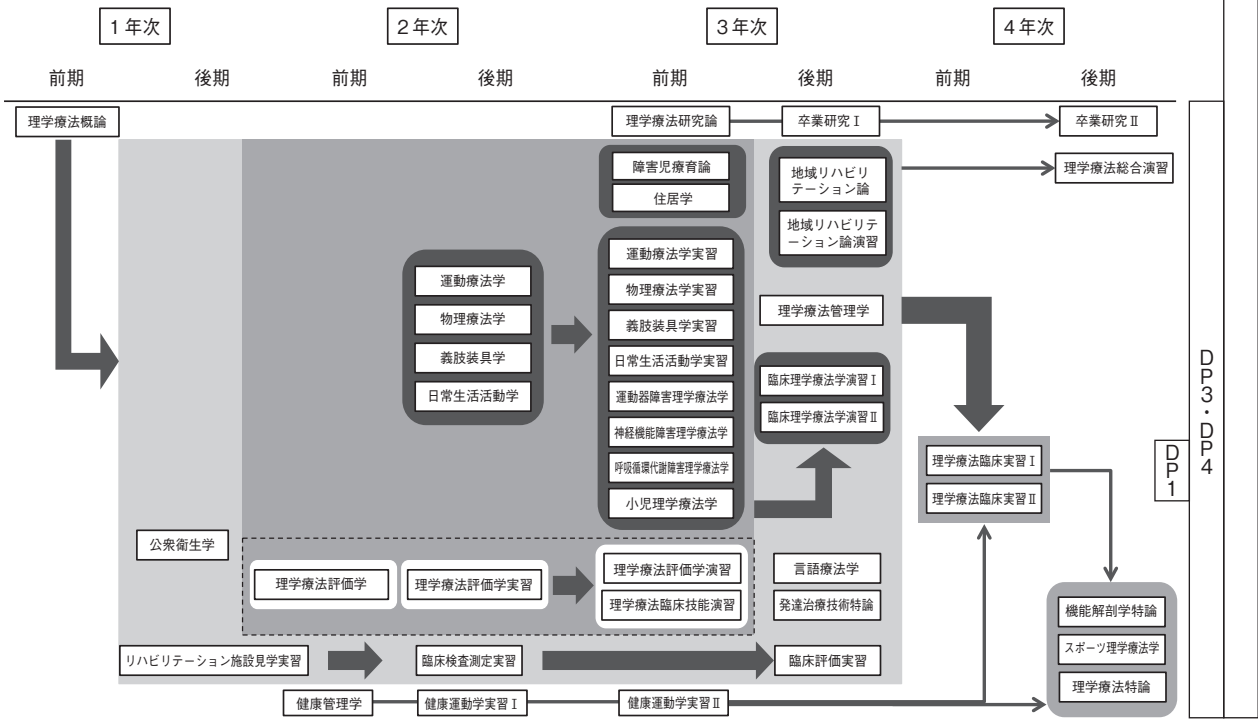 1年次
2年次
3年次
4年次
前期
後期
前期
後期
前期
後期
前期
後期
理学療法概論
理学療法研究論
卒業研究Ⅰ
卒業研究Ⅱ
障害児療育論
住居学
地域リハビリ
テーション論
地域リハビリテ
ーション論演習
理学療法総合演習
運動療法学
物理療法学
義肢装具学
日常生活活動学
運動療法学実習
物理療法学実習
義肢装具学実習
日常生活活動学実習
運動器障害理学療法学
神経機能障害理学療法学
呼吸循環代謝障害理学療法学
小児理学療法学
理学療法管理学
臨床理学療法学演習Ⅰ
臨床理学療法学演習Ⅱ
理学療法臨床実習Ⅰ
理学療法臨床実習Ⅱ
DP1
DP3・DP4
公衆衛生学
理学療法評価学
理学療法評価学実習
理学療法評価学演習
理学療法臨床技能演習
言語療法学
発達治療技術特論
機能解剖学特論
スポーツ理学療法学
理学療法特論
リハビリテーション施設見学実習
臨床検査測定実習
臨床評価実習
健康管理学
健康運動学実習Ⅰ
健康運動学実習Ⅱ